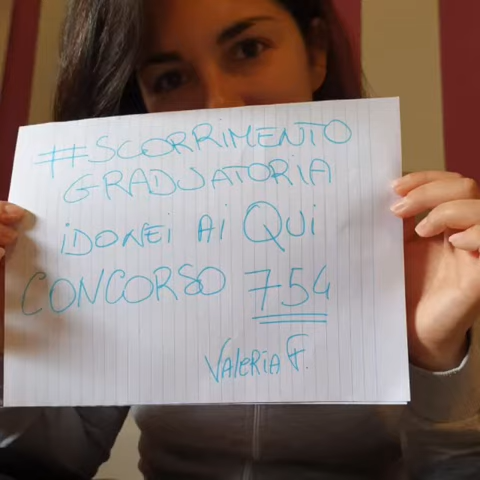 #SCORRIMENTO
GRADUATORIA
iDONEi Ai QUi
CONCORSO 754
VALERiA F.